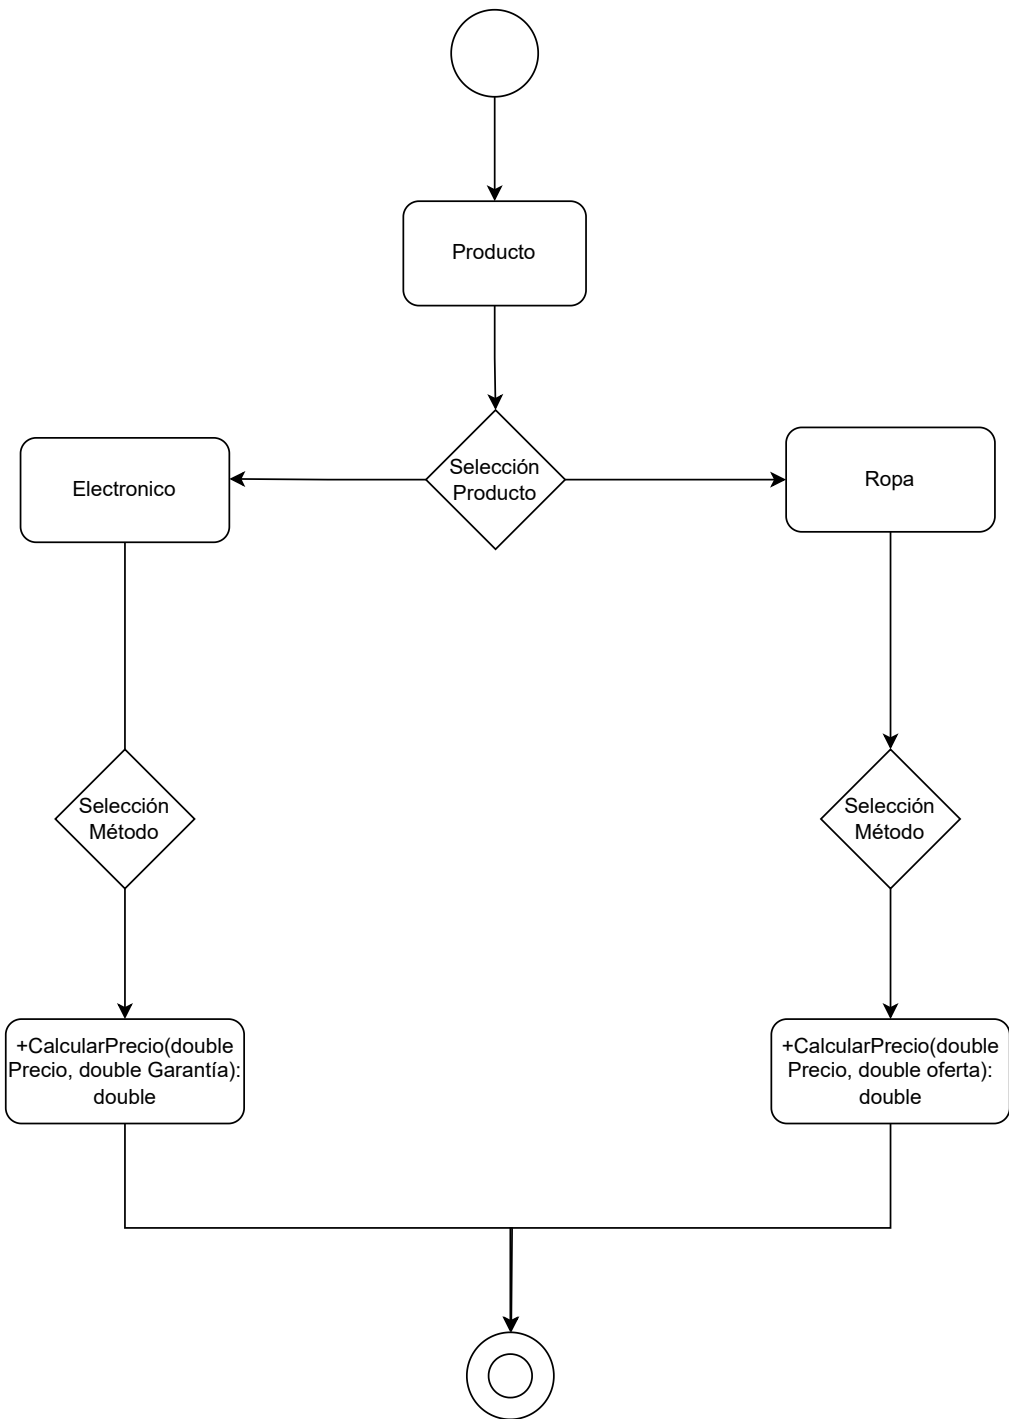 Producto
Selección
Producto
Electronico
Ropa
Selección
Método
Selección
Método
+CalcularPrecio(double
Precio, double Garantía):
double
+CalcularPrecio(double
Precio, double oferta):
double